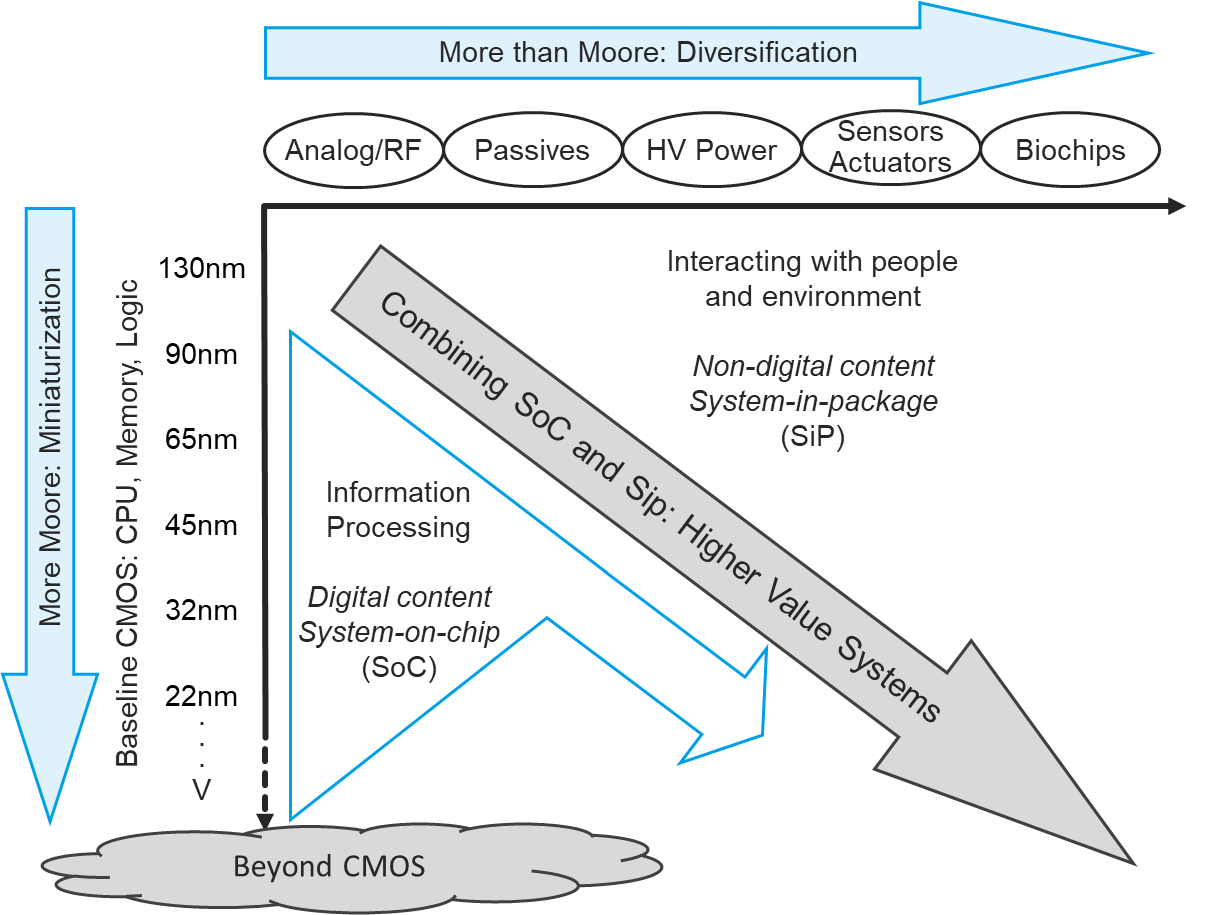 More than Moore: Diversification
Analog/RF
Passives
HV Power
Sensors
Actuators
Biochips
More Moore: Miniaturization
Baseline CMOS: CPU, Memory, Logic
130nm
90nm
65nm
45nm
32nm
22nm
.
.
.
V
Interacting with people
and environment
Non-digital content
System-in-package
(SiP)
Combining SoC and Sip: Higher Value Systems
Information
Processing
Digital content
System-on-chip
(SoC)
Beyond CMOS